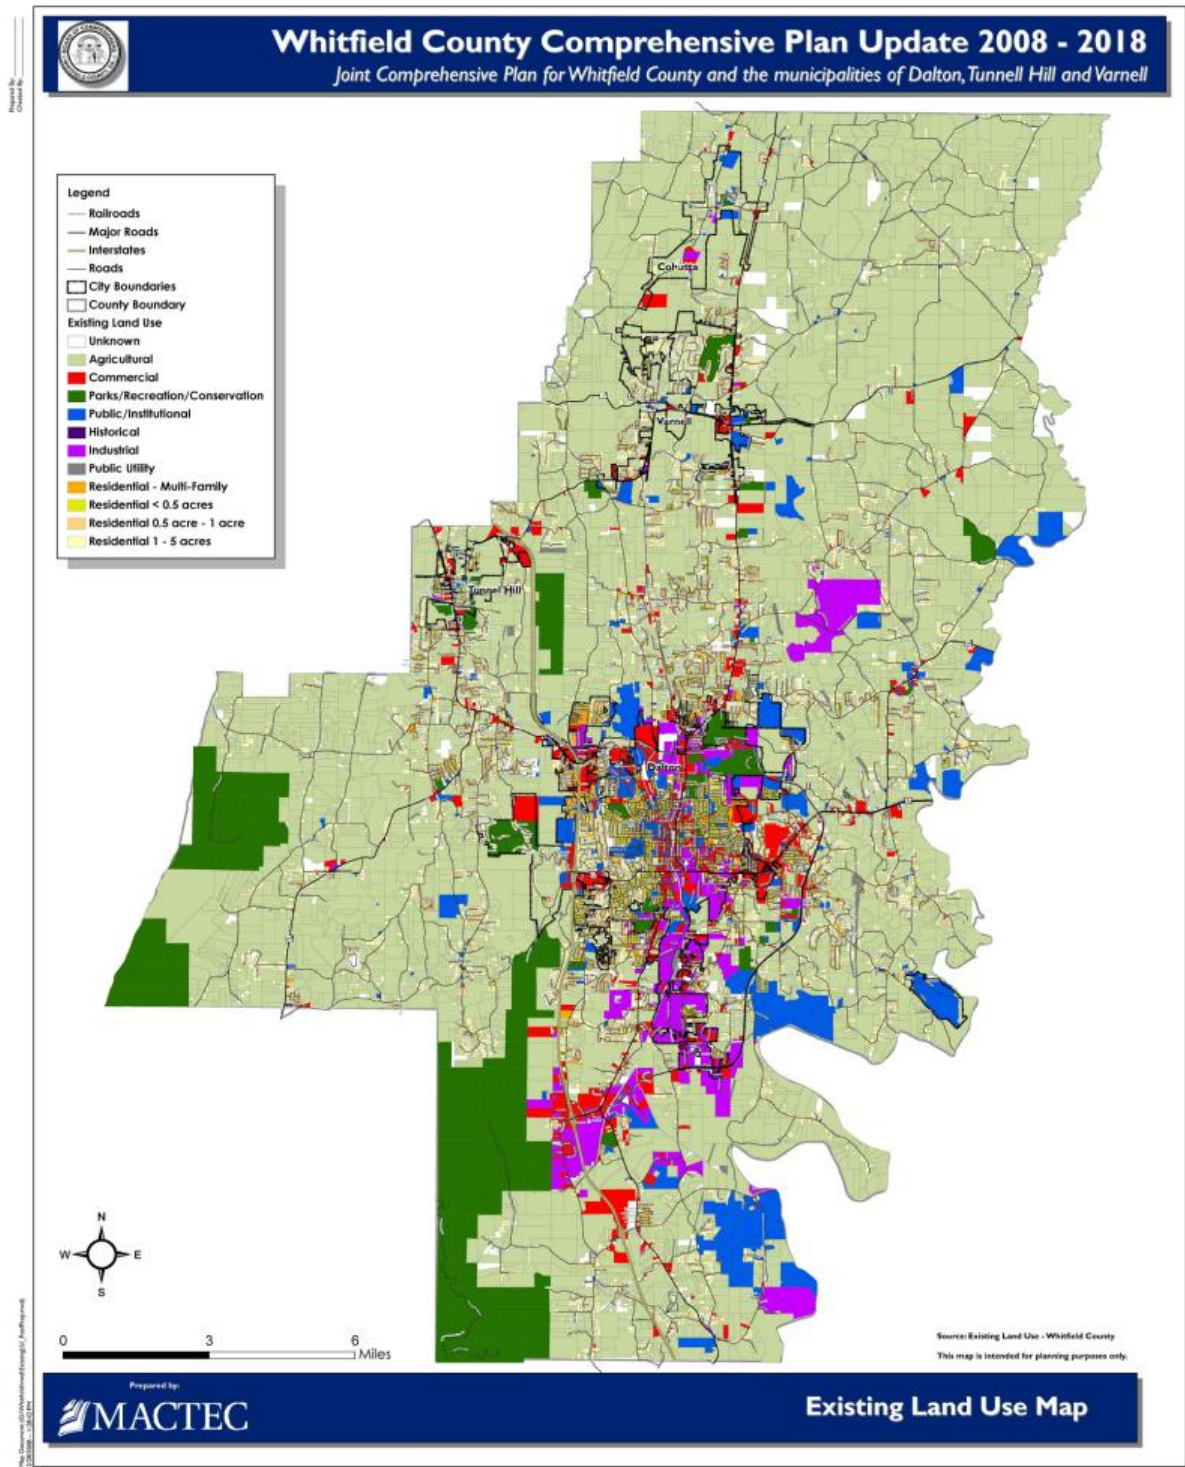 Prepared By:
Checked By:
Whitfield County Comprehensive Plan Update 2008 - 2018
Joint Comprehensive Plan for Whitfield County and the municipalities of Dalton, Tunnell Hill and Varnell
Legend
Railroads
Major Roads
Interstates
Roads
City Boundaries
County Boundary
Existing Land Use
Unknown
Agricultural
Commercial
Parks/Recreation/Conservation
Public/Institutional
Historical
Industrial
Public Utility
Residential - Multi-Family
Residential < 0.5 acres
Residential 0.5 acre - 1 acre
Residential 1 - 5 acres
Cohutta
Varnell
Tunnel Hill
Dalton
N
W E
S
0 3 6
Miles
Source: Existing Land Use - Whitfield County
This map is intended for planning purposes only.
Prepared by:
MACTEC
Existing Land Use Map